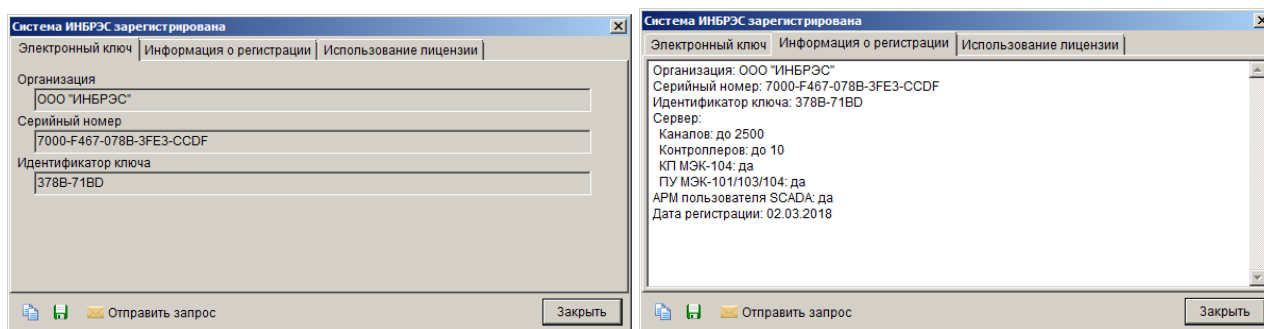 Система ИНБРЭС зарегистрирована
Электронный ключ Информация о регистрации Использование лицензии
Организация
ООО "ИНБРЭС"
Серийный номер
7000-F467-078B-3FE3-CCDF
Идентификатор ключа
378B-71BD
Отправить запрос
Закрыть
Система ИНБРЭС зарегистрирована
Электронный ключ Информация о регистрации Использование лицензии
Организация: ООО "ИНБРЭС"
Серийный номер: 7000-F467-078B-3FE3-CCDF
Идентификатор ключа: 378B-71BD
Сервер:
Каналов: до 2500
Контроллеров: до 10
КП МЭК-104: да
ПУ МЭК-101/103/104: да
АРМ пользователя SCADA: да
Дата регистрации: 02.03.2018
Отправить запрос
Закрыть